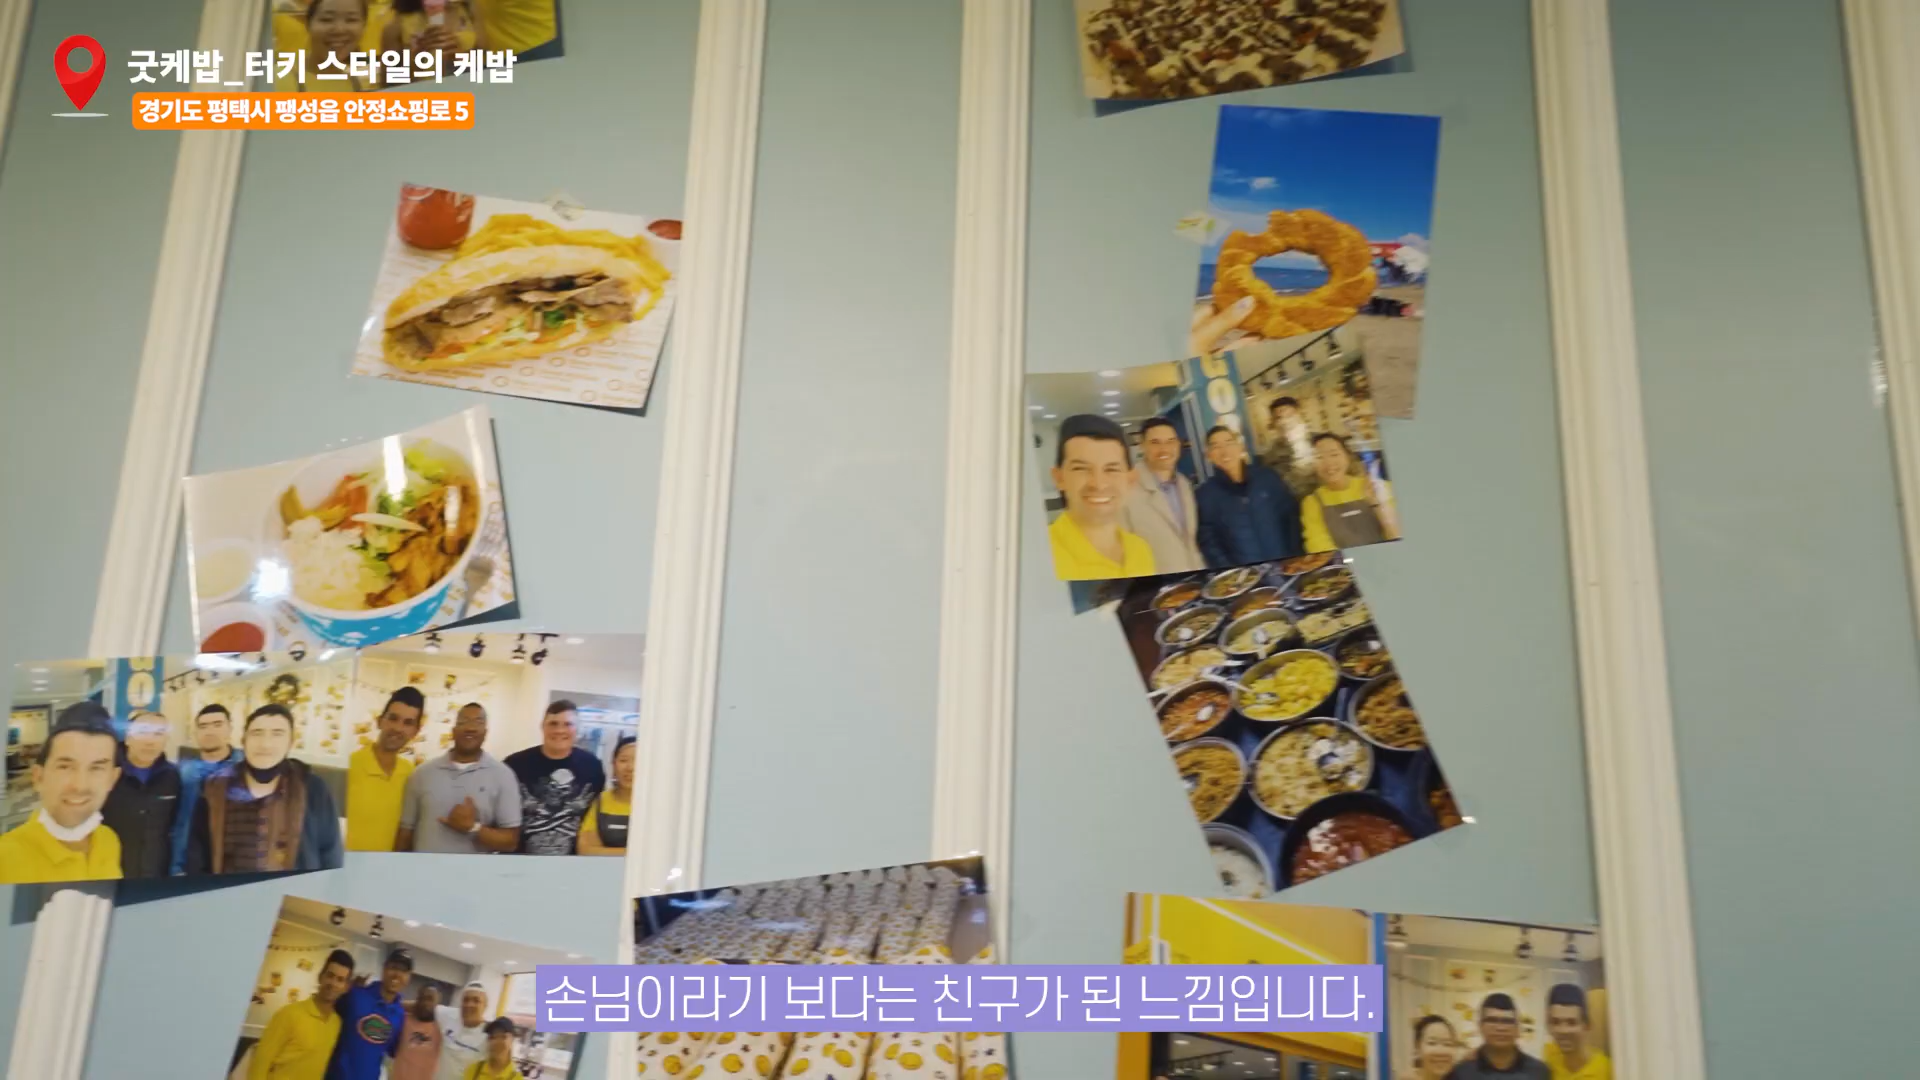 굿케밥_터키 스타일의 케밥
경기도 평택시 팽성읍 안정쇼핑로 5
손님이라기 보다는 친구가 된 느낌입니다.